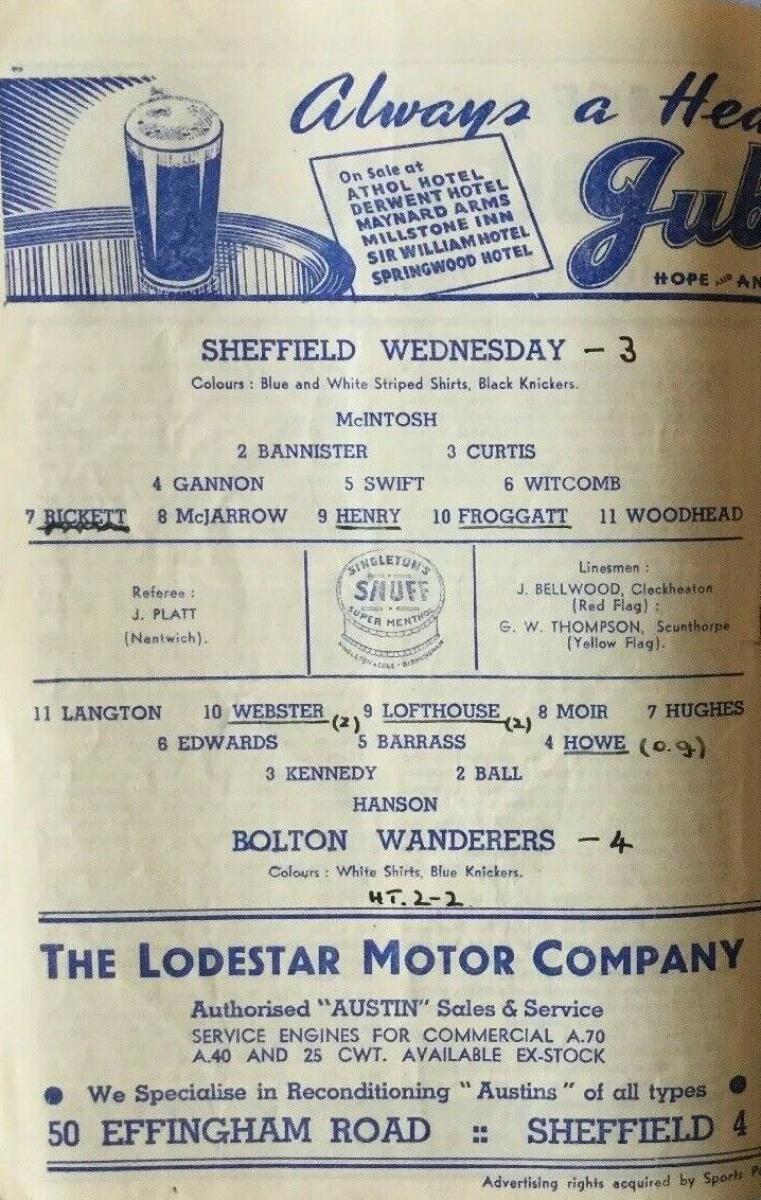 Always a Hea
On Sale at
ATHOL HOTEL
DERWENT HOTEL
MAYNARD ARMS
MILLSTONE INN
SIR WILLIAM HOTEL
SPRINGWOOD HOTEL
Jub
HOPE AND AN
SHEFFIELD WEDNESDAY - 3
Colours : Blue and White Striped Shirts, Black Knickers.
McINTOSH
2 BANNISTER 3 CURTIS
4 GANNON 5 SWIFT 6 WITCOMB
7 RICKETT 8 McJARROW 9 HENRY 10 FROGGATT 11 WOODHEAD
Referee :
J. PLATT
(Nantwich).
SINGLETON'S
SNUFF
SUPER MENTHOL
SINGLETON & COLE - BIRMINGHAM
Linesmen :
J. BELLWOOD, Cleckheaton
(Red Flag) :
G. W. THOMPSON, Scunthorpe
(Yellow Flag).
11 LANGTON 10 WEBSTER (2) 9 LOFTHOUSE (2) 8 MOIR 7 HUGHES
6 EDWARDS 5 BARRASS 4 HOWE (o.g)
3 KENNEDY 2 BALL
HANSON
BOLTON WANDERERS - 4
Colours : White Shirts, Blue Knickers.
HT. 2-2
THE LODESTAR MOTOR COMPANY
Authorised "AUSTIN" Sales & Service
SERVICE ENGINES FOR COMMERCIAL A.70
A.40 AND 25 CWT. AVAILABLE EX-STOCK
● We Specialise in Reconditioning "Austins" of all types ●
50 EFFINGHAM ROAD :: SHEFFIELD 4
Advertising rights acquired by Sports P